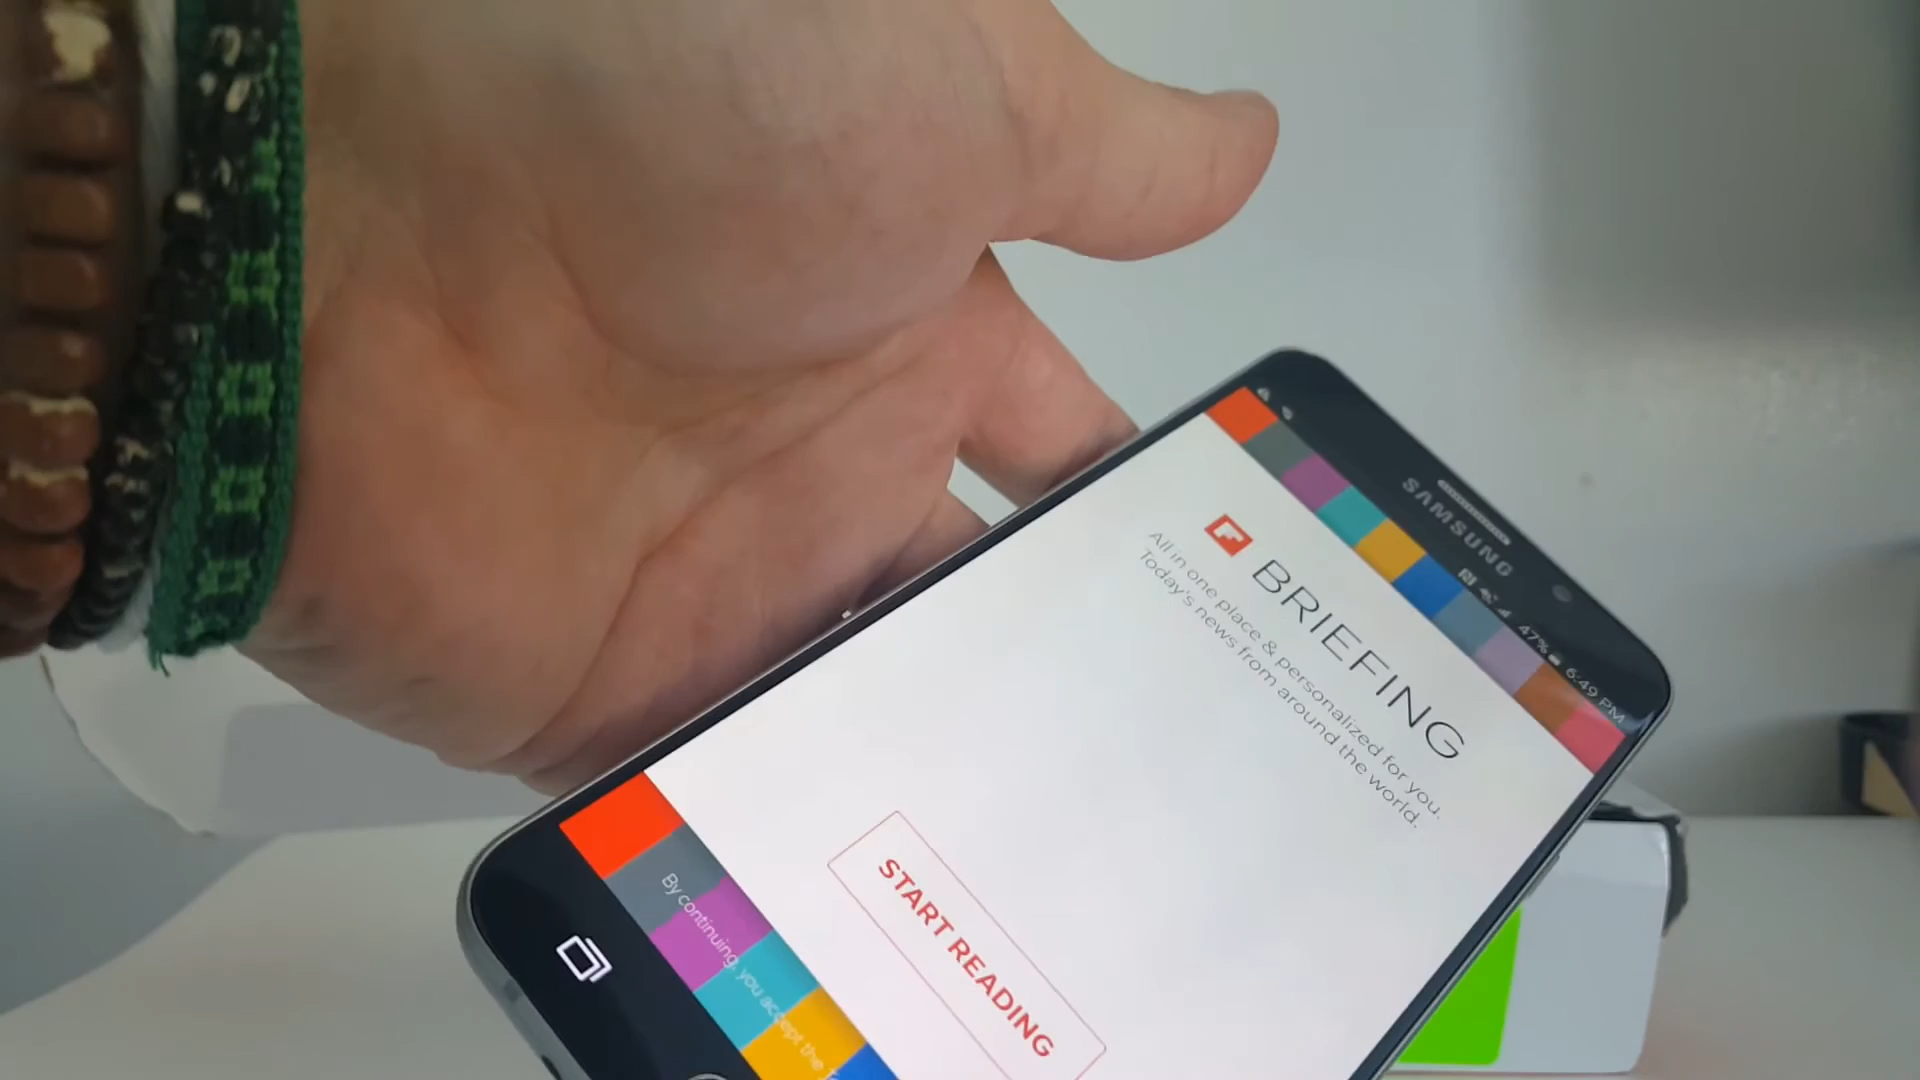 SAMSUNG
47% 6:49 PM
BRIEFING
All in one place & personalized for you.
Today's news from around the world.
START READING
By continuing, you accept the